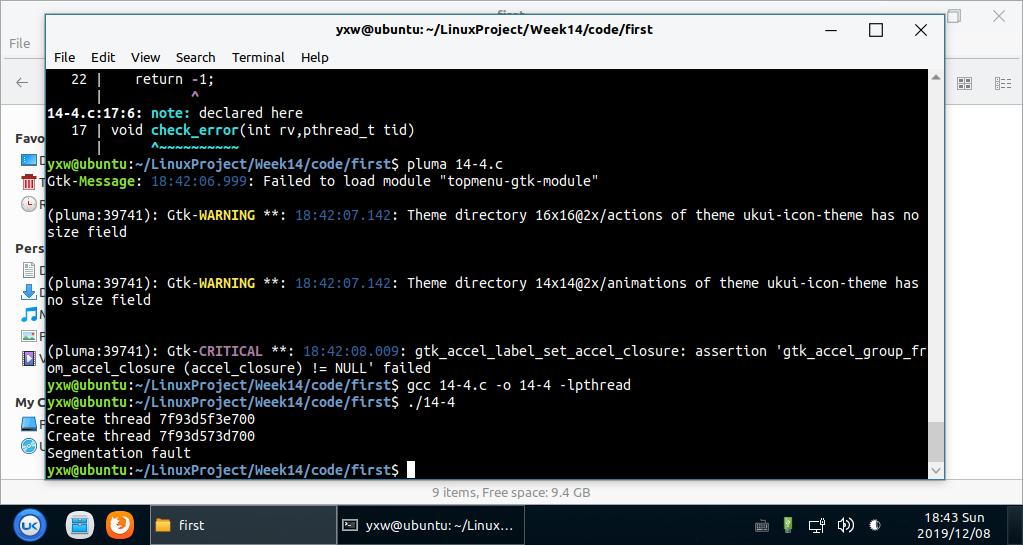 first
yxw@ubuntu: ~/LinuxProject/Week14/code/first
File
File Edit View Search Terminal Help
22 |    return -1;
   |           ^
14-4.c:17:6: note: declared here
17 | void check_error(int rv,pthread_t tid)
   |      ^~~~~~~~~~~
yxw@ubuntu:~/LinuxProject/Week14/code/first$ pluma 14-4.c
Gtk-Message: 18:42:06.999: Failed to load module "topmenu-gtk-module"
(pluma:39741): Gtk-WARNING **: 18:42:07.142: Theme directory 16x16@2x/actions of theme ukui-icon-theme has no
size field
(pluma:39741): Gtk-WARNING **: 18:42:07.142: Theme directory 14x14@2x/animations of theme ukui-icon-theme has
no size field
(pluma:39741): Gtk-CRITICAL **: 18:42:08.009: gtk_accel_label_set_accel_closure: assertion 'gtk_accel_group_fr
om_accel_closure (accel_closure) != NULL' failed
yxw@ubuntu:~/LinuxProject/Week14/code/first$ gcc 14-4.c -o 14-4 -lpthread
yxw@ubuntu:~/LinuxProject/Week14/code/first$ ./14-4
Create thread 7f93d5f3e700
Create thread 7f93d573d700
Segmentation fault
yxw@ubuntu:~/LinuxProject/Week14/code/first$
Favo
Pers
My C
9 items, Free space: 9.4 GB
UK
first
yxw@ubuntu: ~/Linux...
18:43 Sun
2019/12/08